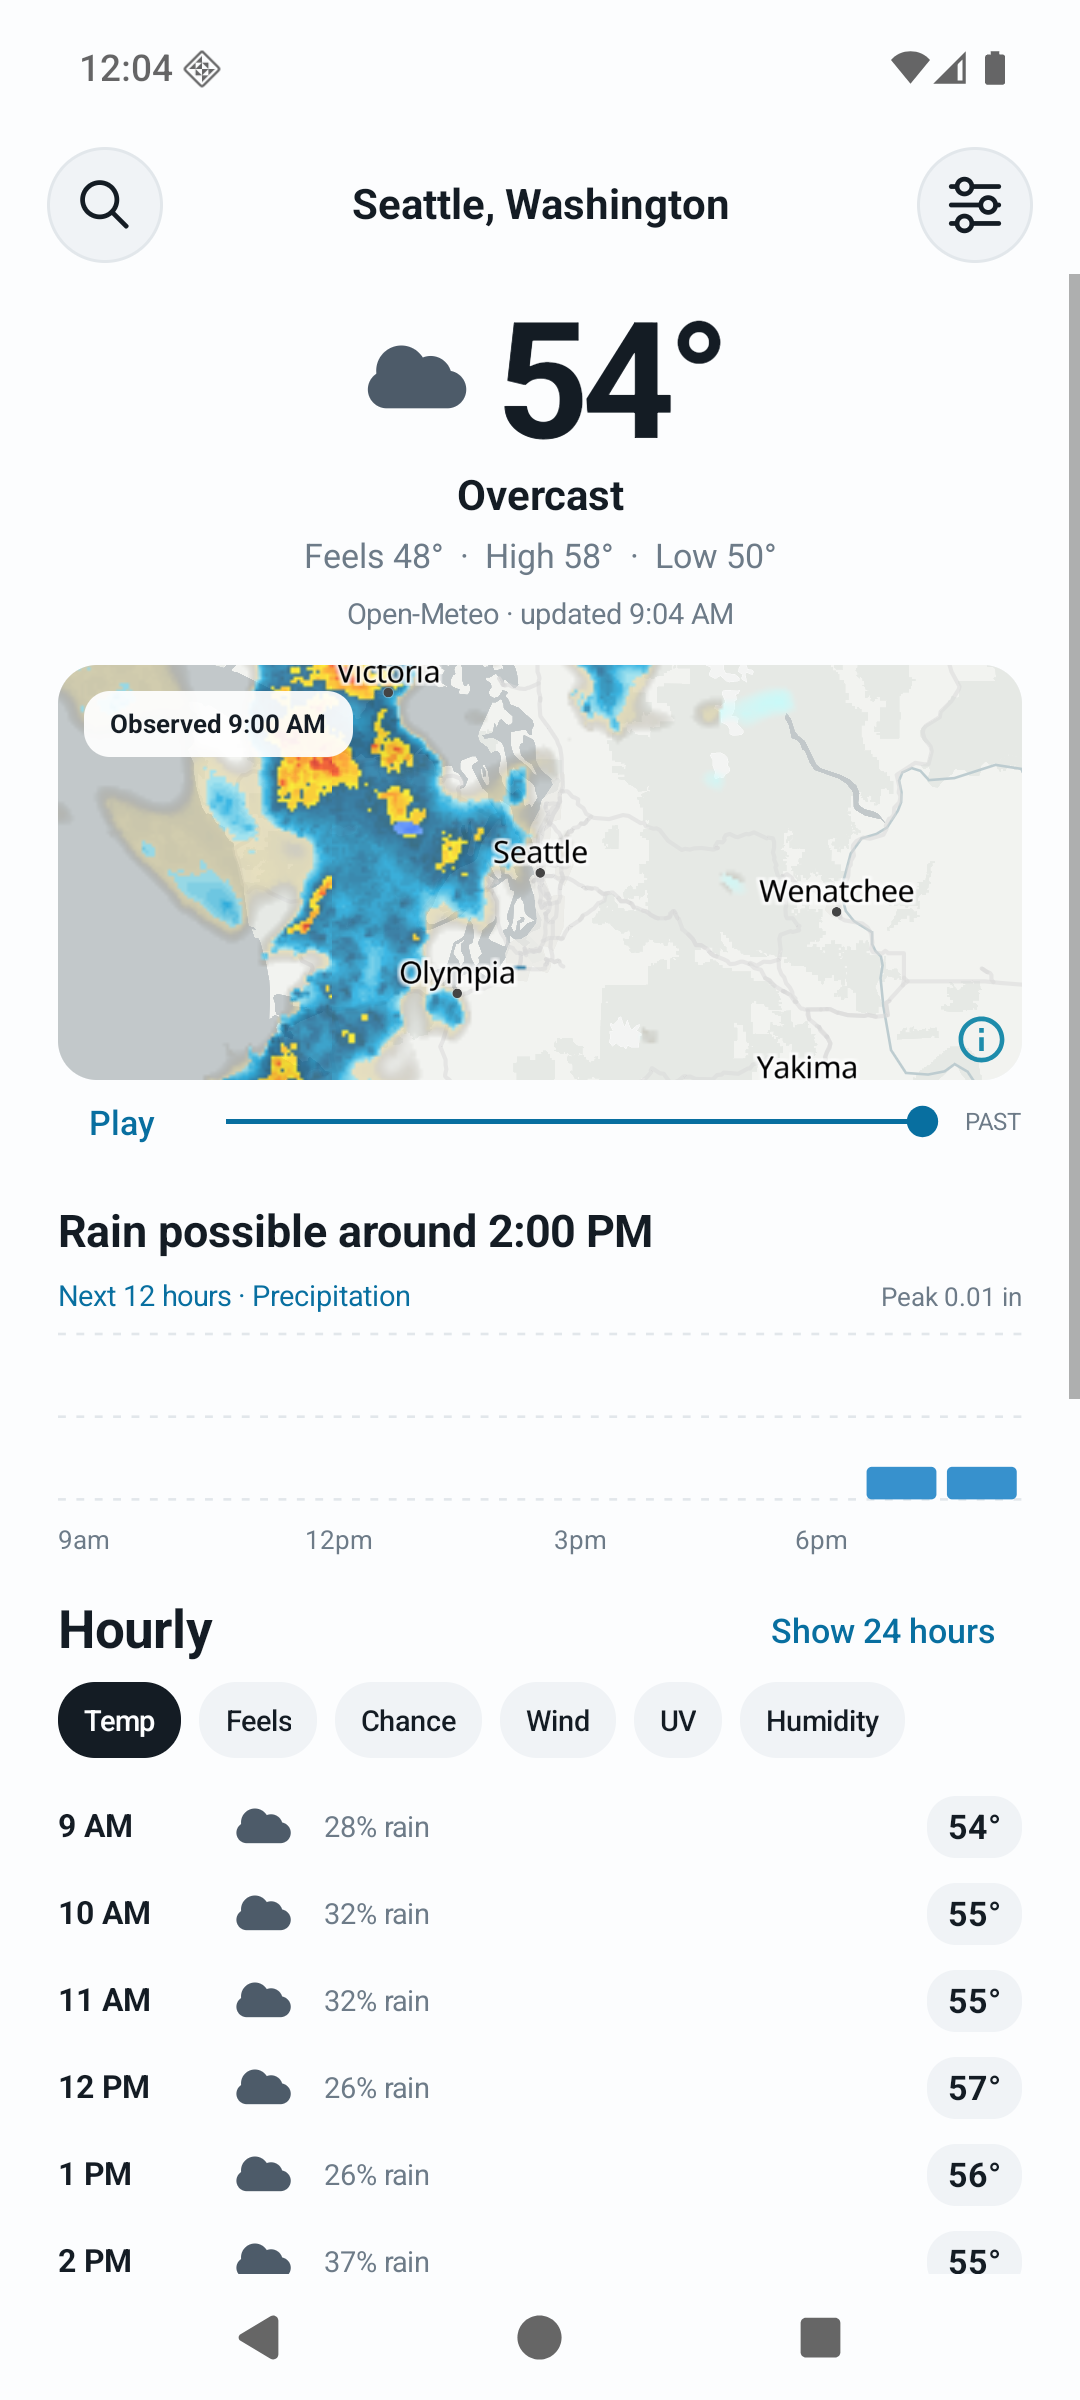 12:04
Seattle, Washington
54°
Overcast
Feels 48° · High 58° · Low 50°
Open-Meteo · updated 9:04 AM
Victoria
Observed 9:00 AM
Seattle
Wenatchee
Olympia
Yakima
Play
PAST
Rain possible around 2:00 PM
Next 12 hours · Precipitation
Peak 0.01 in
9am 12pm 3pm 6pm
Hourly
Show 24 hours
Temp Feels Chance Wind UV Humidity
9 AM 28% rain 54°
10 AM 32% rain 55°
11 AM 32% rain 55°
12 PM 26% rain 57°
1 PM 26% rain 56°
2 PM 37% rain 55°